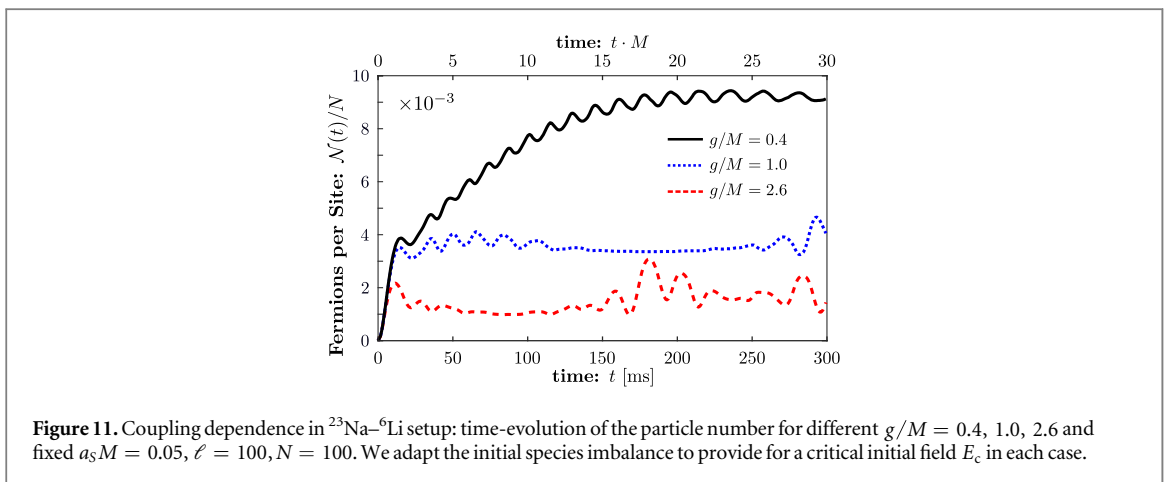 time: t · M
0 5 10 15 20 25 30
10
8
6
4
2
0
×10⁻³
Fermions per Site: 𝒩(t)/N
g/M = 0.4
g/M = 1.0
g/M = 2.6
0 50 100 150 200 250 300
time: t [ms]
Figure 11. Coupling dependence in ²³Na–⁶Li setup: time-evolution of the particle number for different g/M = 0.4, 1.0, 2.6 and
fixed a_S M = 0.05, ℓ = 100, N = 100. We adapt the initial species imbalance to provide for a critical initial field E_c in each case.